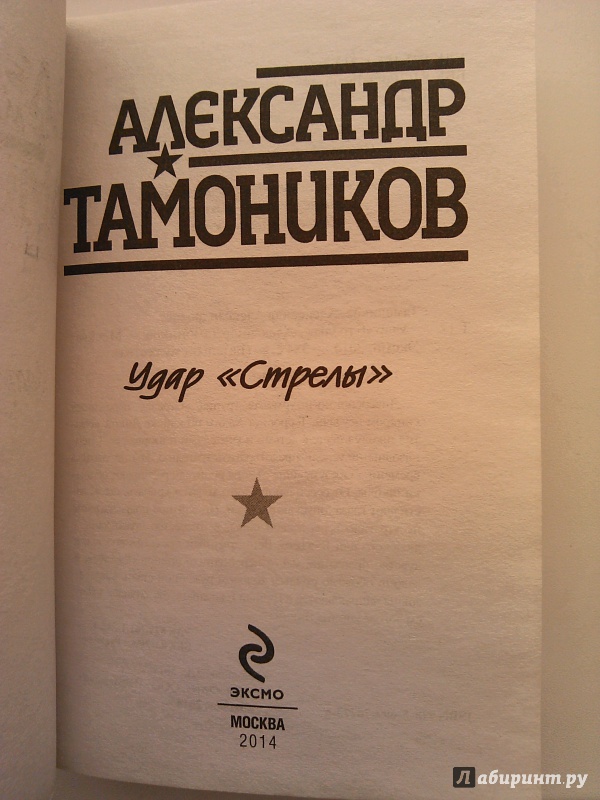 АЛЕКСАНДР
ТАМОНИКОВ
Удар «Стрелы»
ЭКСМО
МОСКВА
2014
Лабиринт.ру